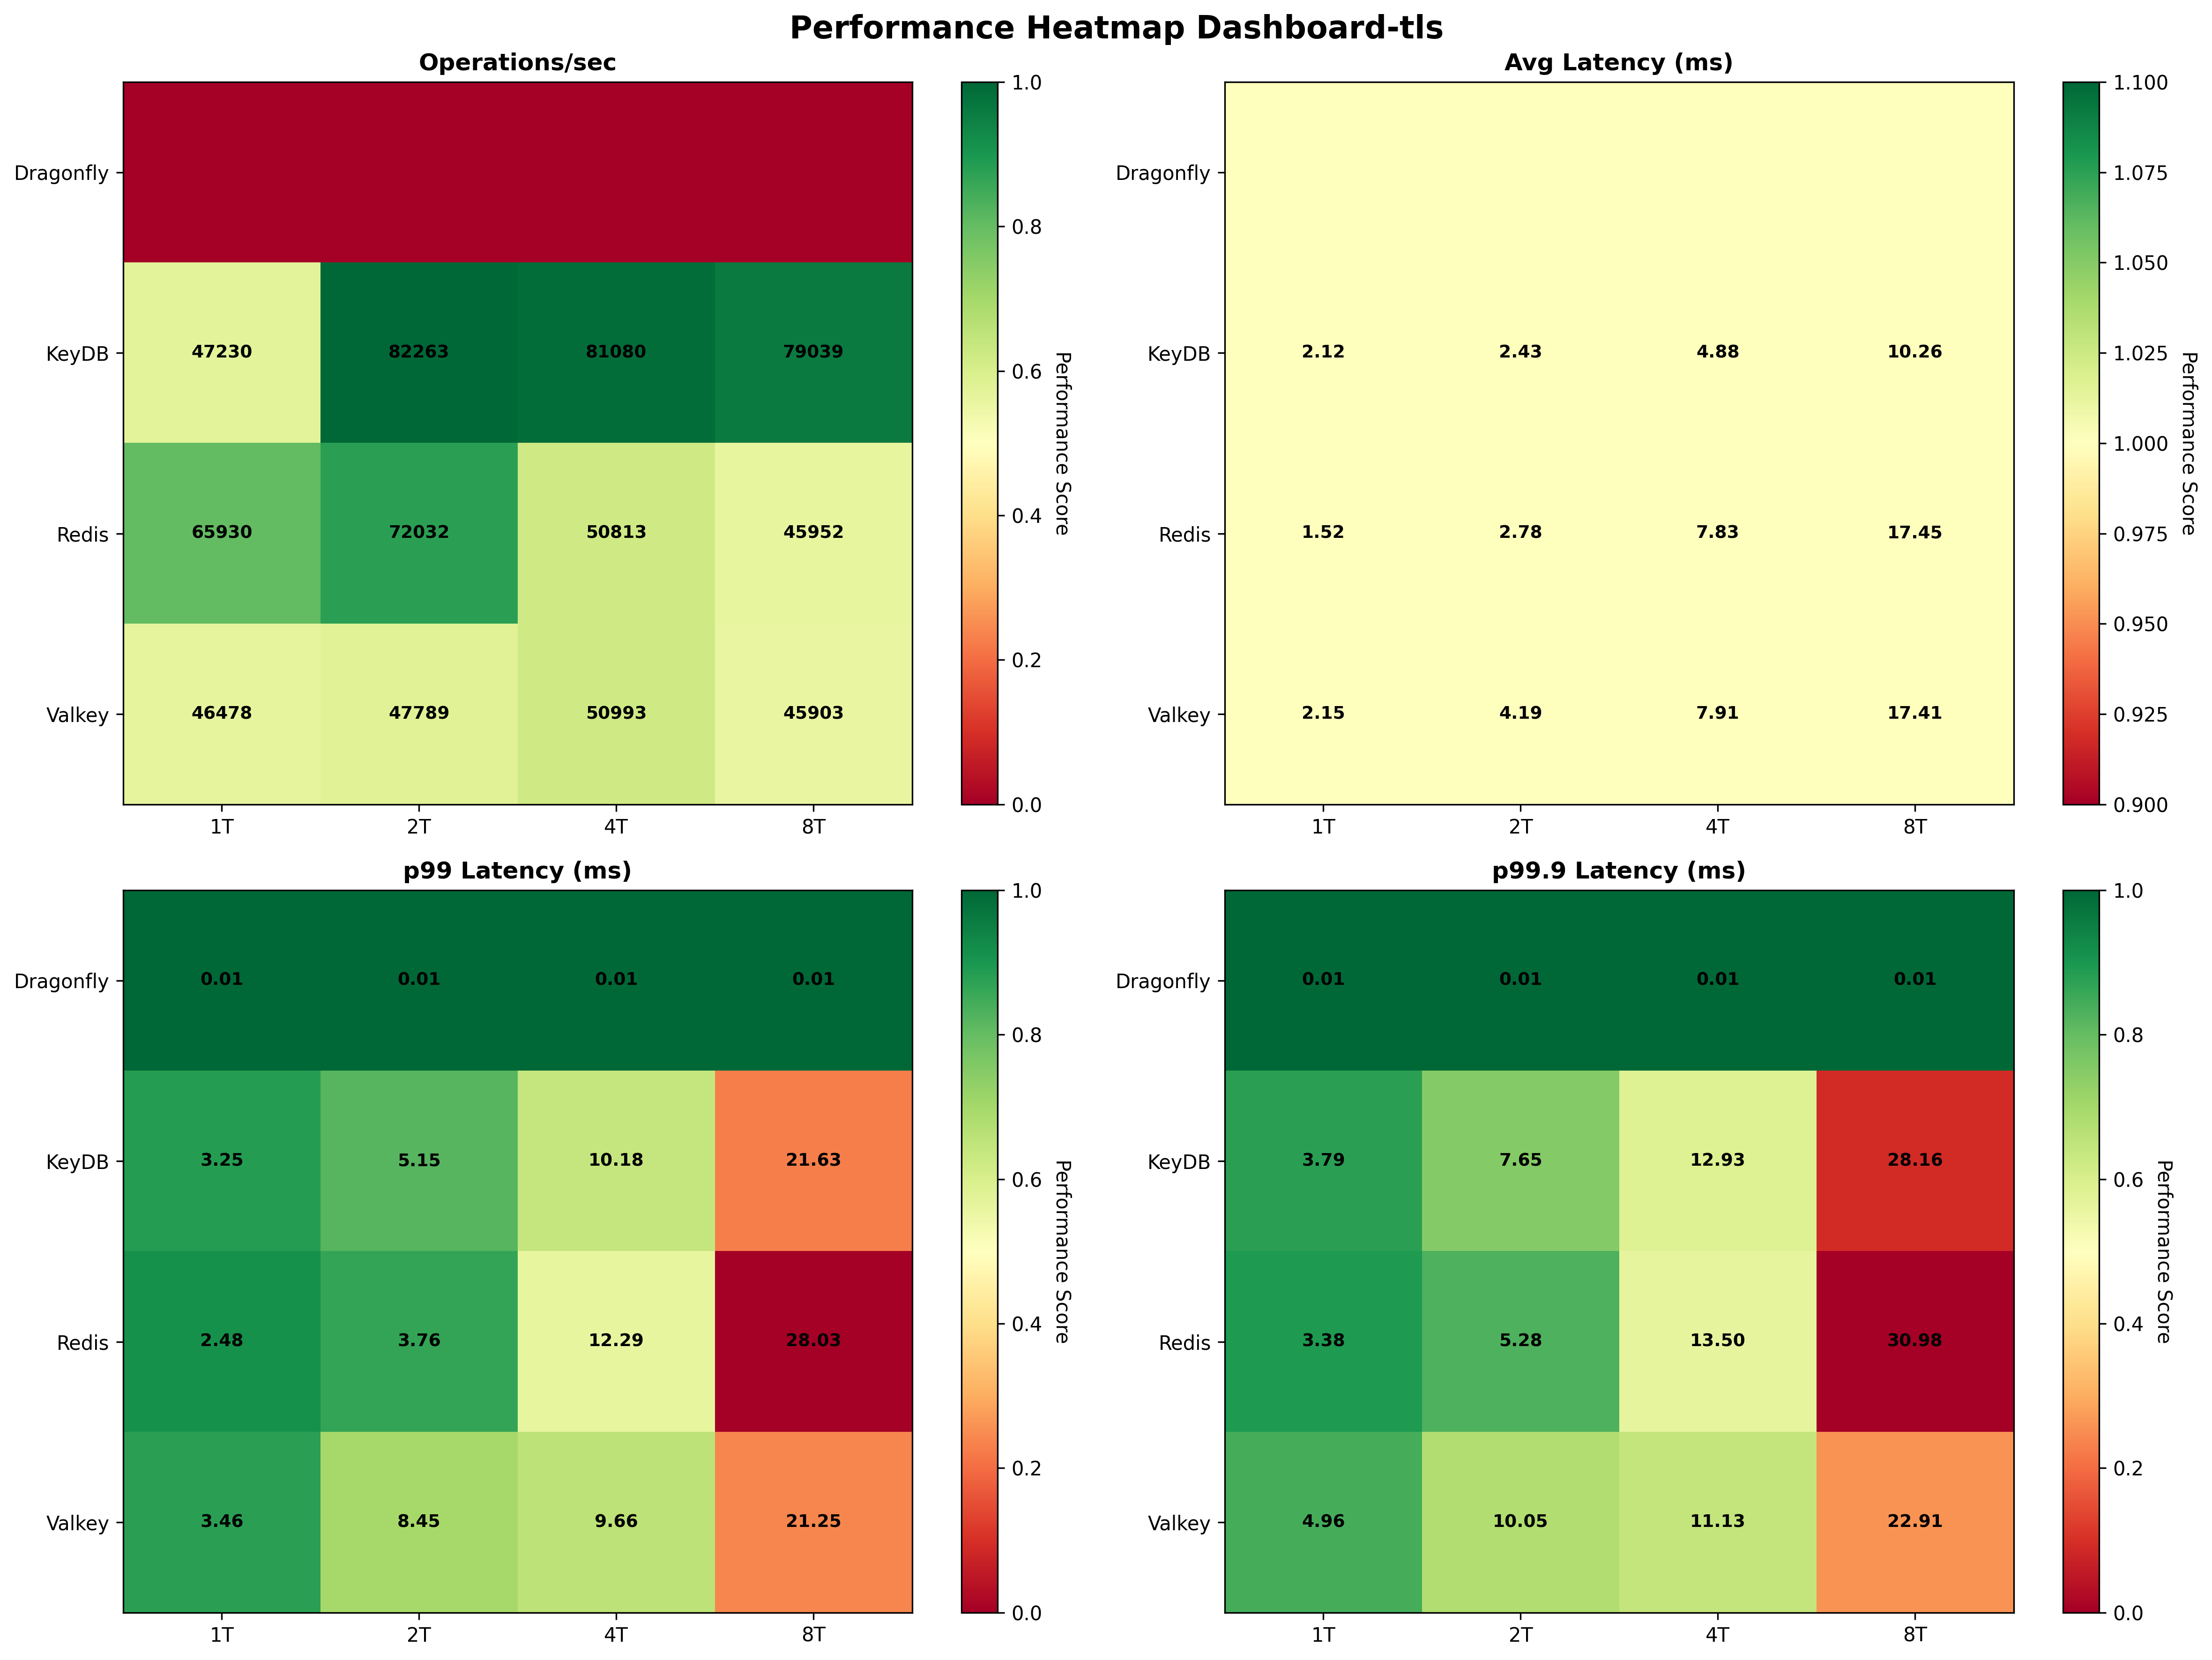 Performance Heatmap Dashboard-tls
Operations/sec
Dragonfly
KeyDB 47230 82263 81080 79039
Redis 65930 72032 50813 45952
Valkey 46478 47789 50993 45903
1T 2T 4T 8T
1.0
0.8
0.6
0.4
0.2
0.0
Performance Score
Avg Latency (ms)
Dragonfly
KeyDB 2.12 2.43 4.88 10.26
Redis 1.52 2.78 7.83 17.45
Valkey 2.15 4.19 7.91 17.41
1T 2T 4T 8T
1.100
1.075
1.050
1.025
1.000
0.975
0.950
0.925
0.900
Performance Score
p99 Latency (ms)
Dragonfly 0.01 0.01 0.01 0.01
KeyDB 3.25 5.15 10.18 21.63
Redis 2.48 3.76 12.29 28.03
Valkey 3.46 8.45 9.66 21.25
1T 2T 4T 8T
1.0
0.8
0.6
0.4
0.2
0.0
Performance Score
p99.9 Latency (ms)
Dragonfly 0.01 0.01 0.01 0.01
KeyDB 3.79 7.65 12.93 28.16
Redis 3.38 5.28 13.50 30.98
Valkey 4.96 10.05 11.13 22.91
1T 2T 4T 8T
1.0
0.8
0.6
0.4
0.2
0.0
Performance Score